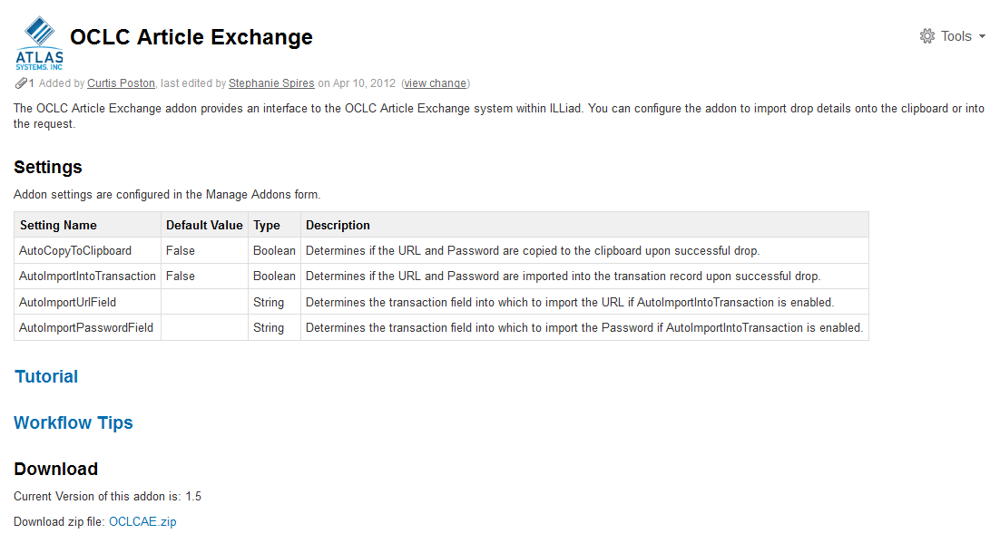 ATLAS
SYSTEMS, INC
OCLC Article Exchange
Tools
1 Added by Curtis Poston, last edited by Stephanie Spires on Apr 10, 2012 (view change)
The OCLC Article Exchange addon provides an interface to the OCLC Article Exchange system within ILLiad. You can configure the addon to import drop details onto the clipboard or into
the request.
Settings
Addon settings are configured in the Manage Addons form.
Setting Name Default Value Type Description
AutoCopyToClipboard False Boolean Determines if the URL and Password are copied to the clipboard upon successful drop.
AutoImportIntoTransaction False Boolean Determines if the URL and Password are imported into the transation record upon successful drop.
AutoImportUrlField String Determines the transaction field into which to import the URL if AutoImportIntoTransaction is enabled.
AutoImportPasswordField String Determines the transaction field into which to import the Password if AutoImportIntoTransaction is enabled.
Tutorial
Workflow Tips
Download
Current Version of this addon is: 1.5
Download zip file: OCLCAE.zip